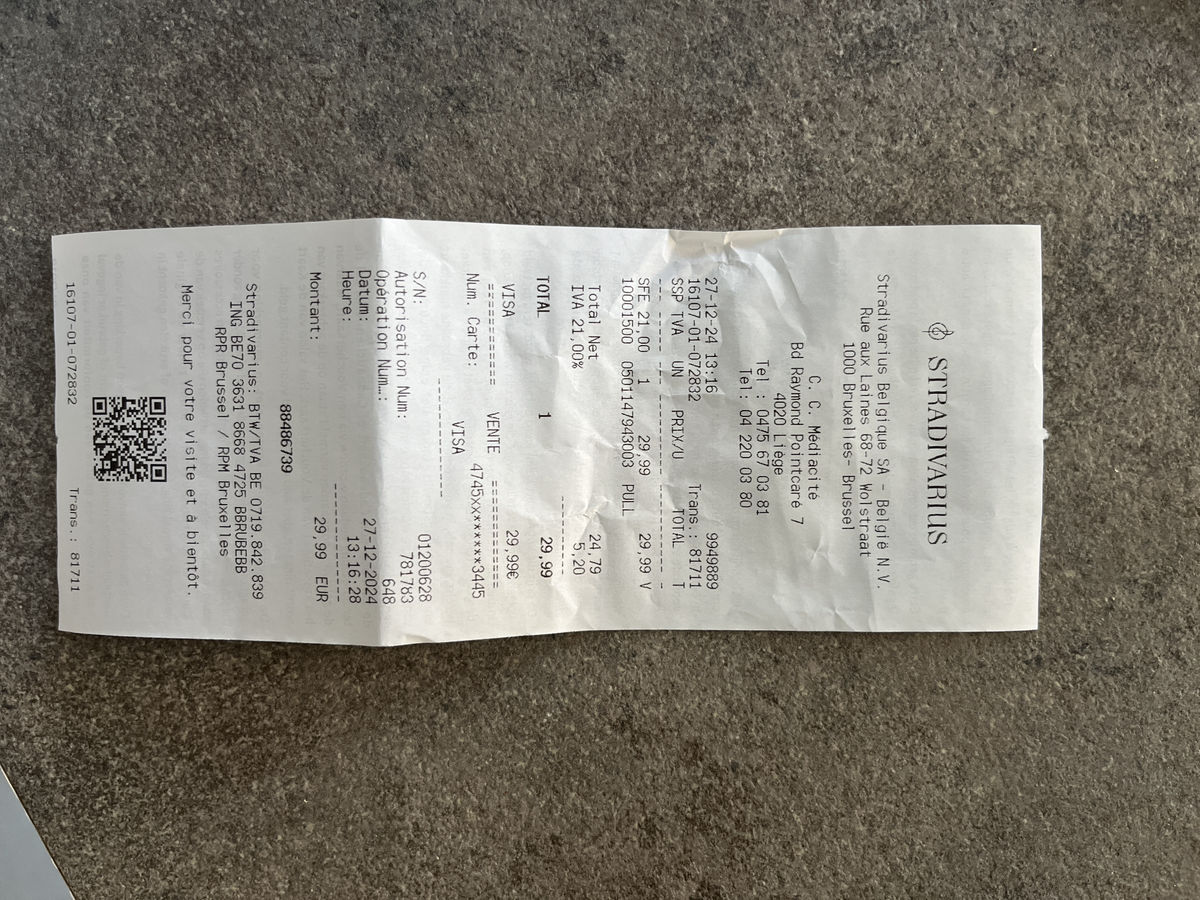 STRADIVARIUS
Stradivarius Belgique SA - België N.V.
Rue aux Laines 68-72 Wolstraat
1000 Bruxelles- Brussel
C. C. Médiacité
Bd Raymond Pointcaré 7
4020 Liège
Tel : 0475 67 03 81
Tel: 04 220 03 80
27-12-24 13:16 9949889
16107-01-072832 Trans.: 81711
SSP TVA UN PRIX/U TOTAL T
SFE 21,00 1 29,99 29,99 V
10001500 0501147943003 PULL
Total Net 24,79
IVA 21,00% 5,20
TOTAL 1 29,99
VISA 29,99€
=========== VENTE ===========
Num. Carte: 4745xx******3445
VISA
S/N: 01200628
Autorisation Num: 781783
Opération Num.: 648
Datum: 27-12-2024
Heure: 13:16:28
Montant: 29,99 EUR
88486739
Stradivarius: BTW/TVA BE 0719.842.839
ING BE70 3631 8668 4725 BBRUBEBB
RPR Brussel / RPM Bruxelles
Merci pour votre visite et à bientôt.
16107-01-072832 Trans.: 81711